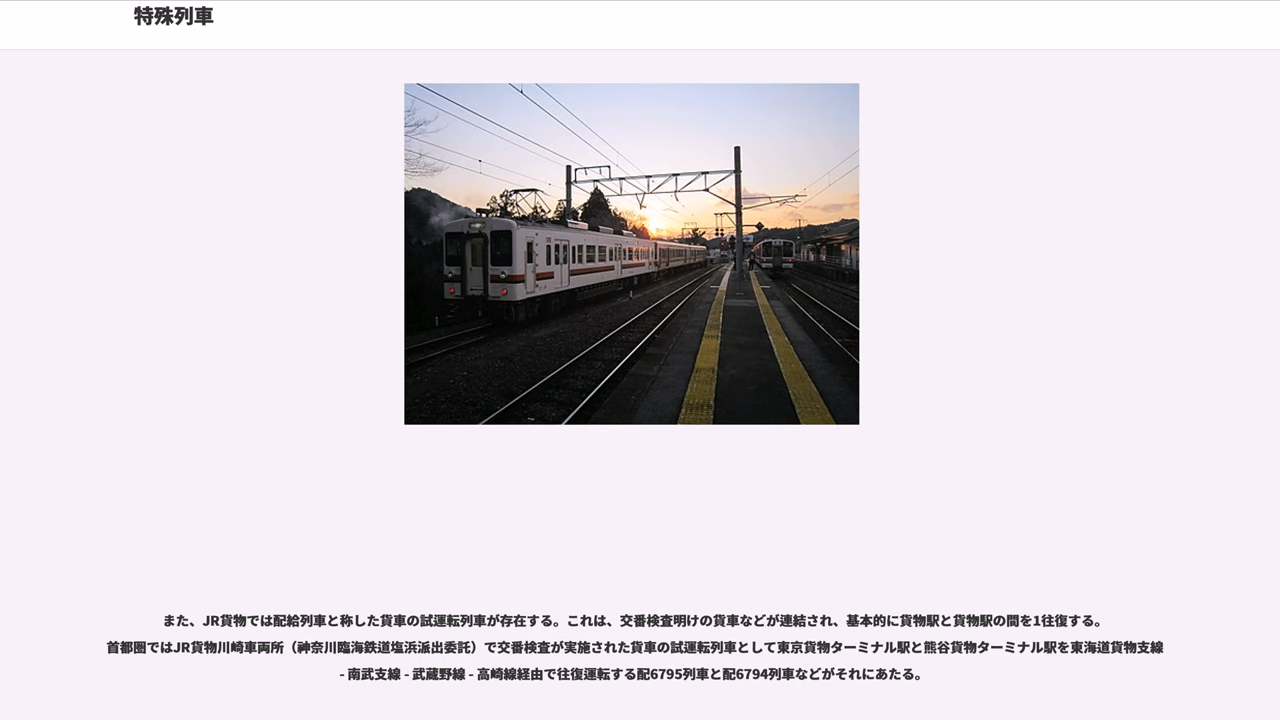 特殊列車
また、JR貨物では配給列車と称した貨車の試運転列車が存在する。これは、交番検査明けの貨車などが連結され、基本的に貨物駅と貨物駅の間を1往復する。
首都圏ではJR貨物川崎車両所（神奈川臨海鉄道塩浜派出委託）で交番検査が実施された貨車の試運転列車として東京貨物ターミナル駅と熊谷貨物ターミナル駅を東海道貨物支線
- 南武支線 - 武蔵野線 - 高崎線経由で往復運転する配6795列車と配6794列車などがそれにあたる。